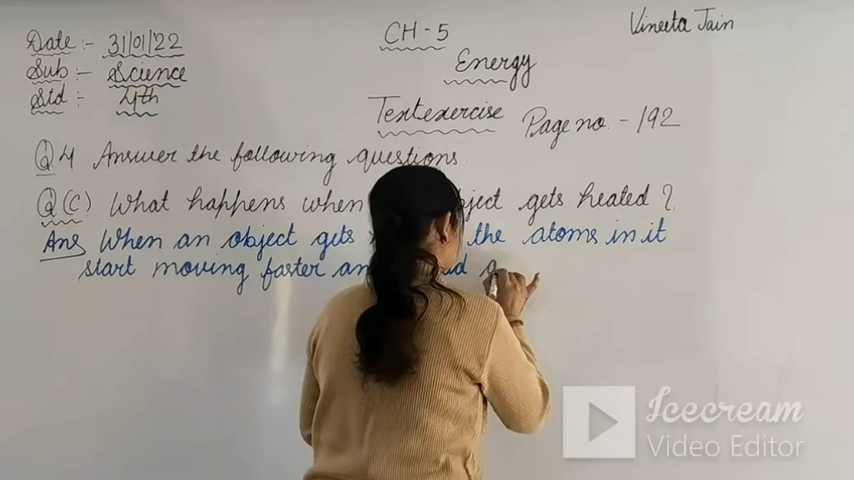 Date :- 31/01/22
Sub :- Science
Std :- 4th
CH - 5
Energy
Vineeta Jain
Textexercise Page no. - 192
Q4 Answer the following questions.
Q(C) What happens when object gets heated?
Ans When an object gets the atoms in it
start moving faster
Icecream
Video Editor